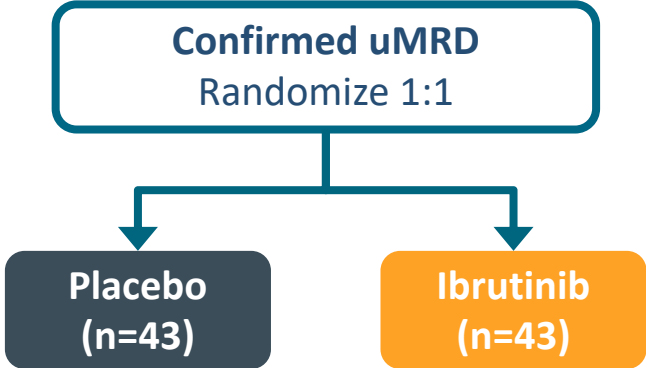 Confirmed uMRD
Randomize 1:1
Placebo
(n=43)
Ibrutinib
(n=43)